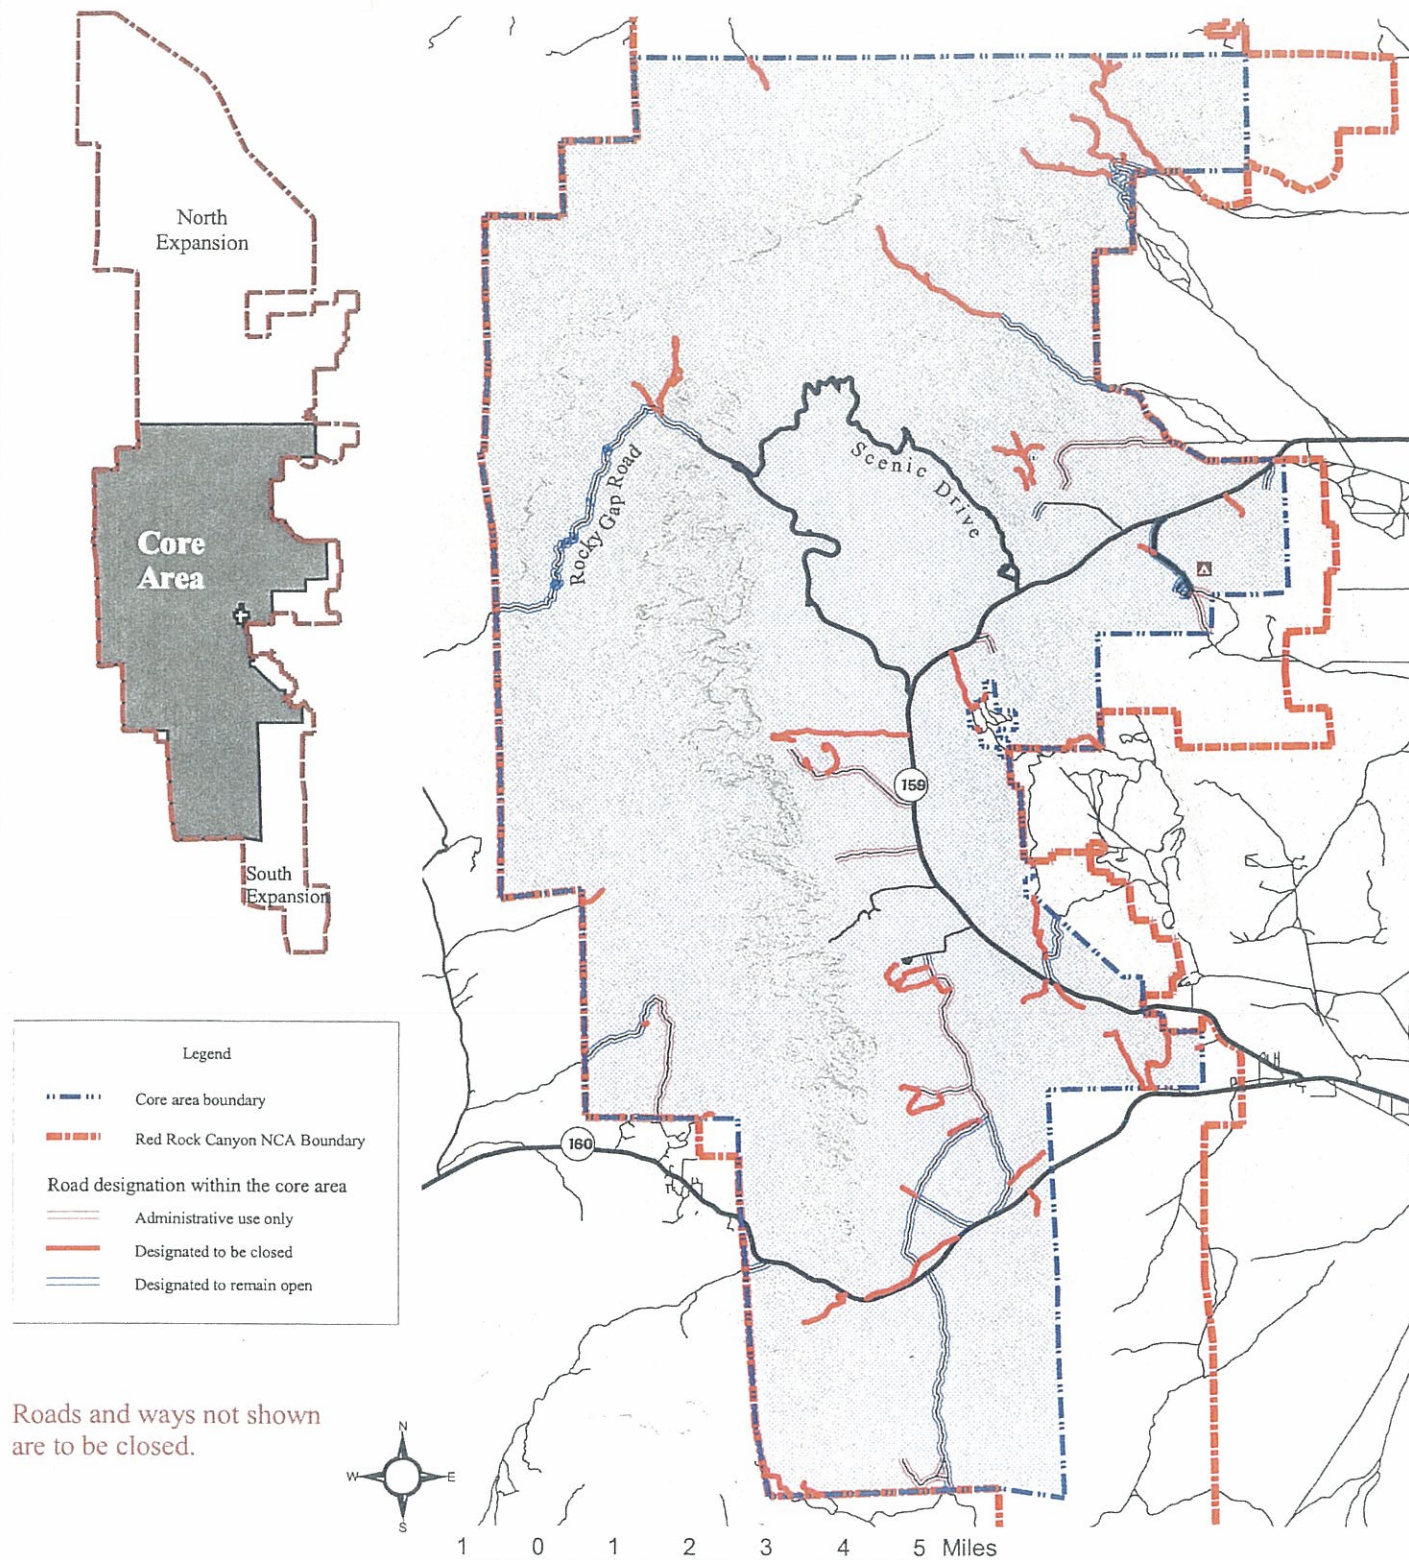 North
Expansion
Core
Area
South
Expansion
Rocky Gap Road
Scenic Drive
159
160
Legend
Core area boundary
Red Rock Canyon NCA Boundary
Road designation within the core area
Administrative use only
Designated to be closed
Designated to remain open
Roads and ways not shown
are to be closed.
N
W E
S
1 0 1 2 3 4 5 Miles